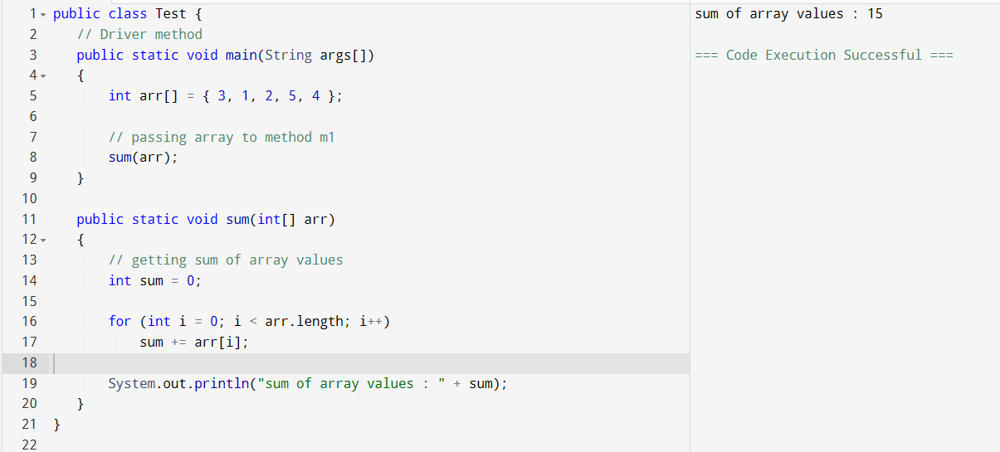 1 public class Test {
2 // Driver method
3 public static void main(String args[])
4 {
5 int arr[] = { 3, 1, 2, 5, 4 };
6
7 // passing array to method m1
8 sum(arr);
9 }
10
11 public static void sum(int[] arr)
12 {
13 // getting sum of array values
14 int sum = 0;
15
16 for (int i = 0; i < arr.length; i++)
17 sum += arr[i];
18
19 System.out.println("sum of array values : " + sum);
20 }
21 }
22
sum of array values : 15
=== Code Execution Successful ===